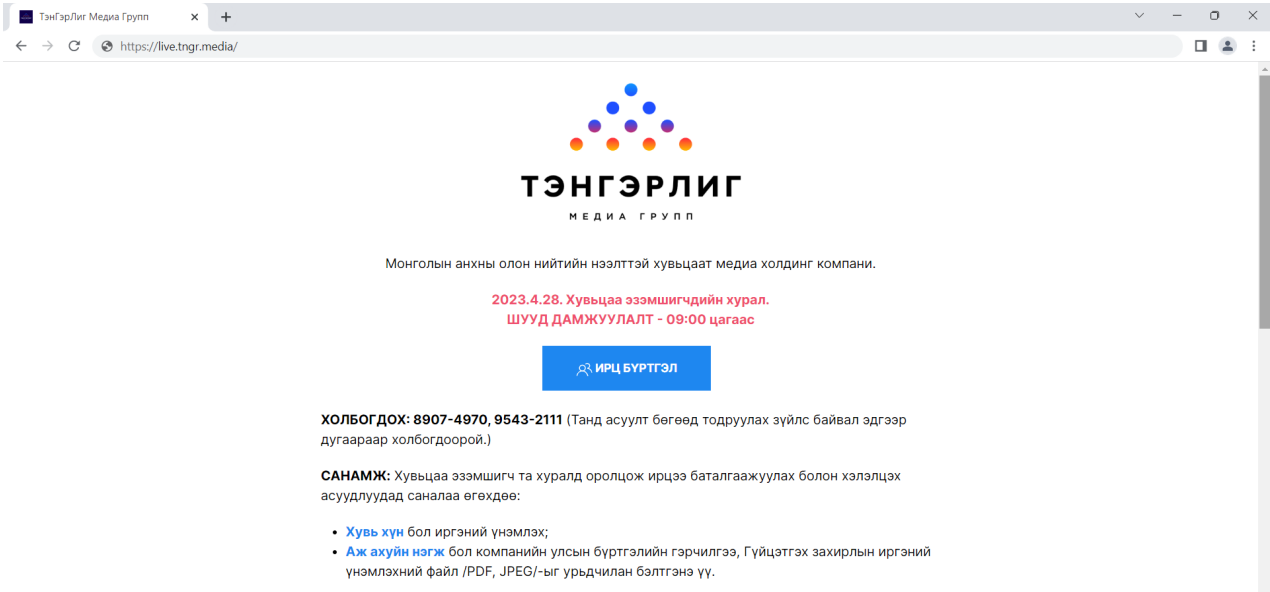 ТэнГэрЛиг Медиа Групп
https://live.tngr.media/
ТЭНГЭРЛИГ
МЕДИА ГРУПП
Монголын анхны олон нийтийн нээлттэй хувьцаат медиа холдинг компани.
2023.4.28. Хувьцаа эзэмшигчдийн хурал.
ШУУД ДАМЖУУЛАЛТ - 09:00 цагаас
ИРЦ БҮРТГЭЛ
ХОЛБОГДОХ: 8907-4970, 9543-2111 (Танд асуулт бөгөөд тодруулах зүйлс байвал эдгээр
дугаараар холбогдоорой.)
САНАМЖ: Хувьцаа эзэмшигч та хуралд оролцож ирцээ баталгаажуулах болон хэлэлцэх
асуудлуудад саналаа өгөхдөө:
• Хувь хүн бол иргэний үнэмлэх;
• Аж ахуйн нэгж бол компанийн улсын бүртгэлийн гэрчилгээ, Гүйцэтгэх захирлын иргэний
үнэмлэхний файл /PDF, JPEG/-ыг урьдчилан бэлтгэнэ үү.